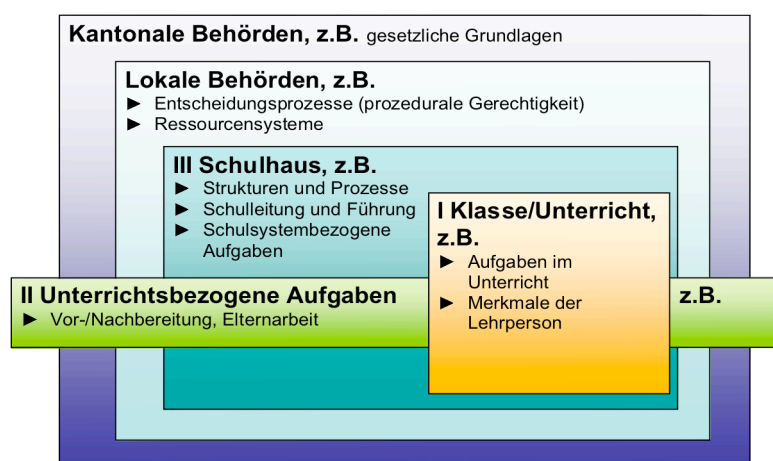 Kantonale Behörden, z.B. gesetzliche Grundlagen
Lokale Behörden, z.B.
► Entscheidungsprozesse (prozedurale Gerechtigkeit)
► Ressourcensysteme
III Schulhaus, z.B.
► Strukturen und Prozesse
► Schulleitung und Führung
► Schulsystembezogene
Aufgaben
I Klasse/Unterricht,
z.B.
► Aufgaben im
Unterricht
► Merkmale der
Lehrperson
II Unterrichtsbezogene Aufgaben z.B.
► Vor-/Nachbereitung, Elternarbeit